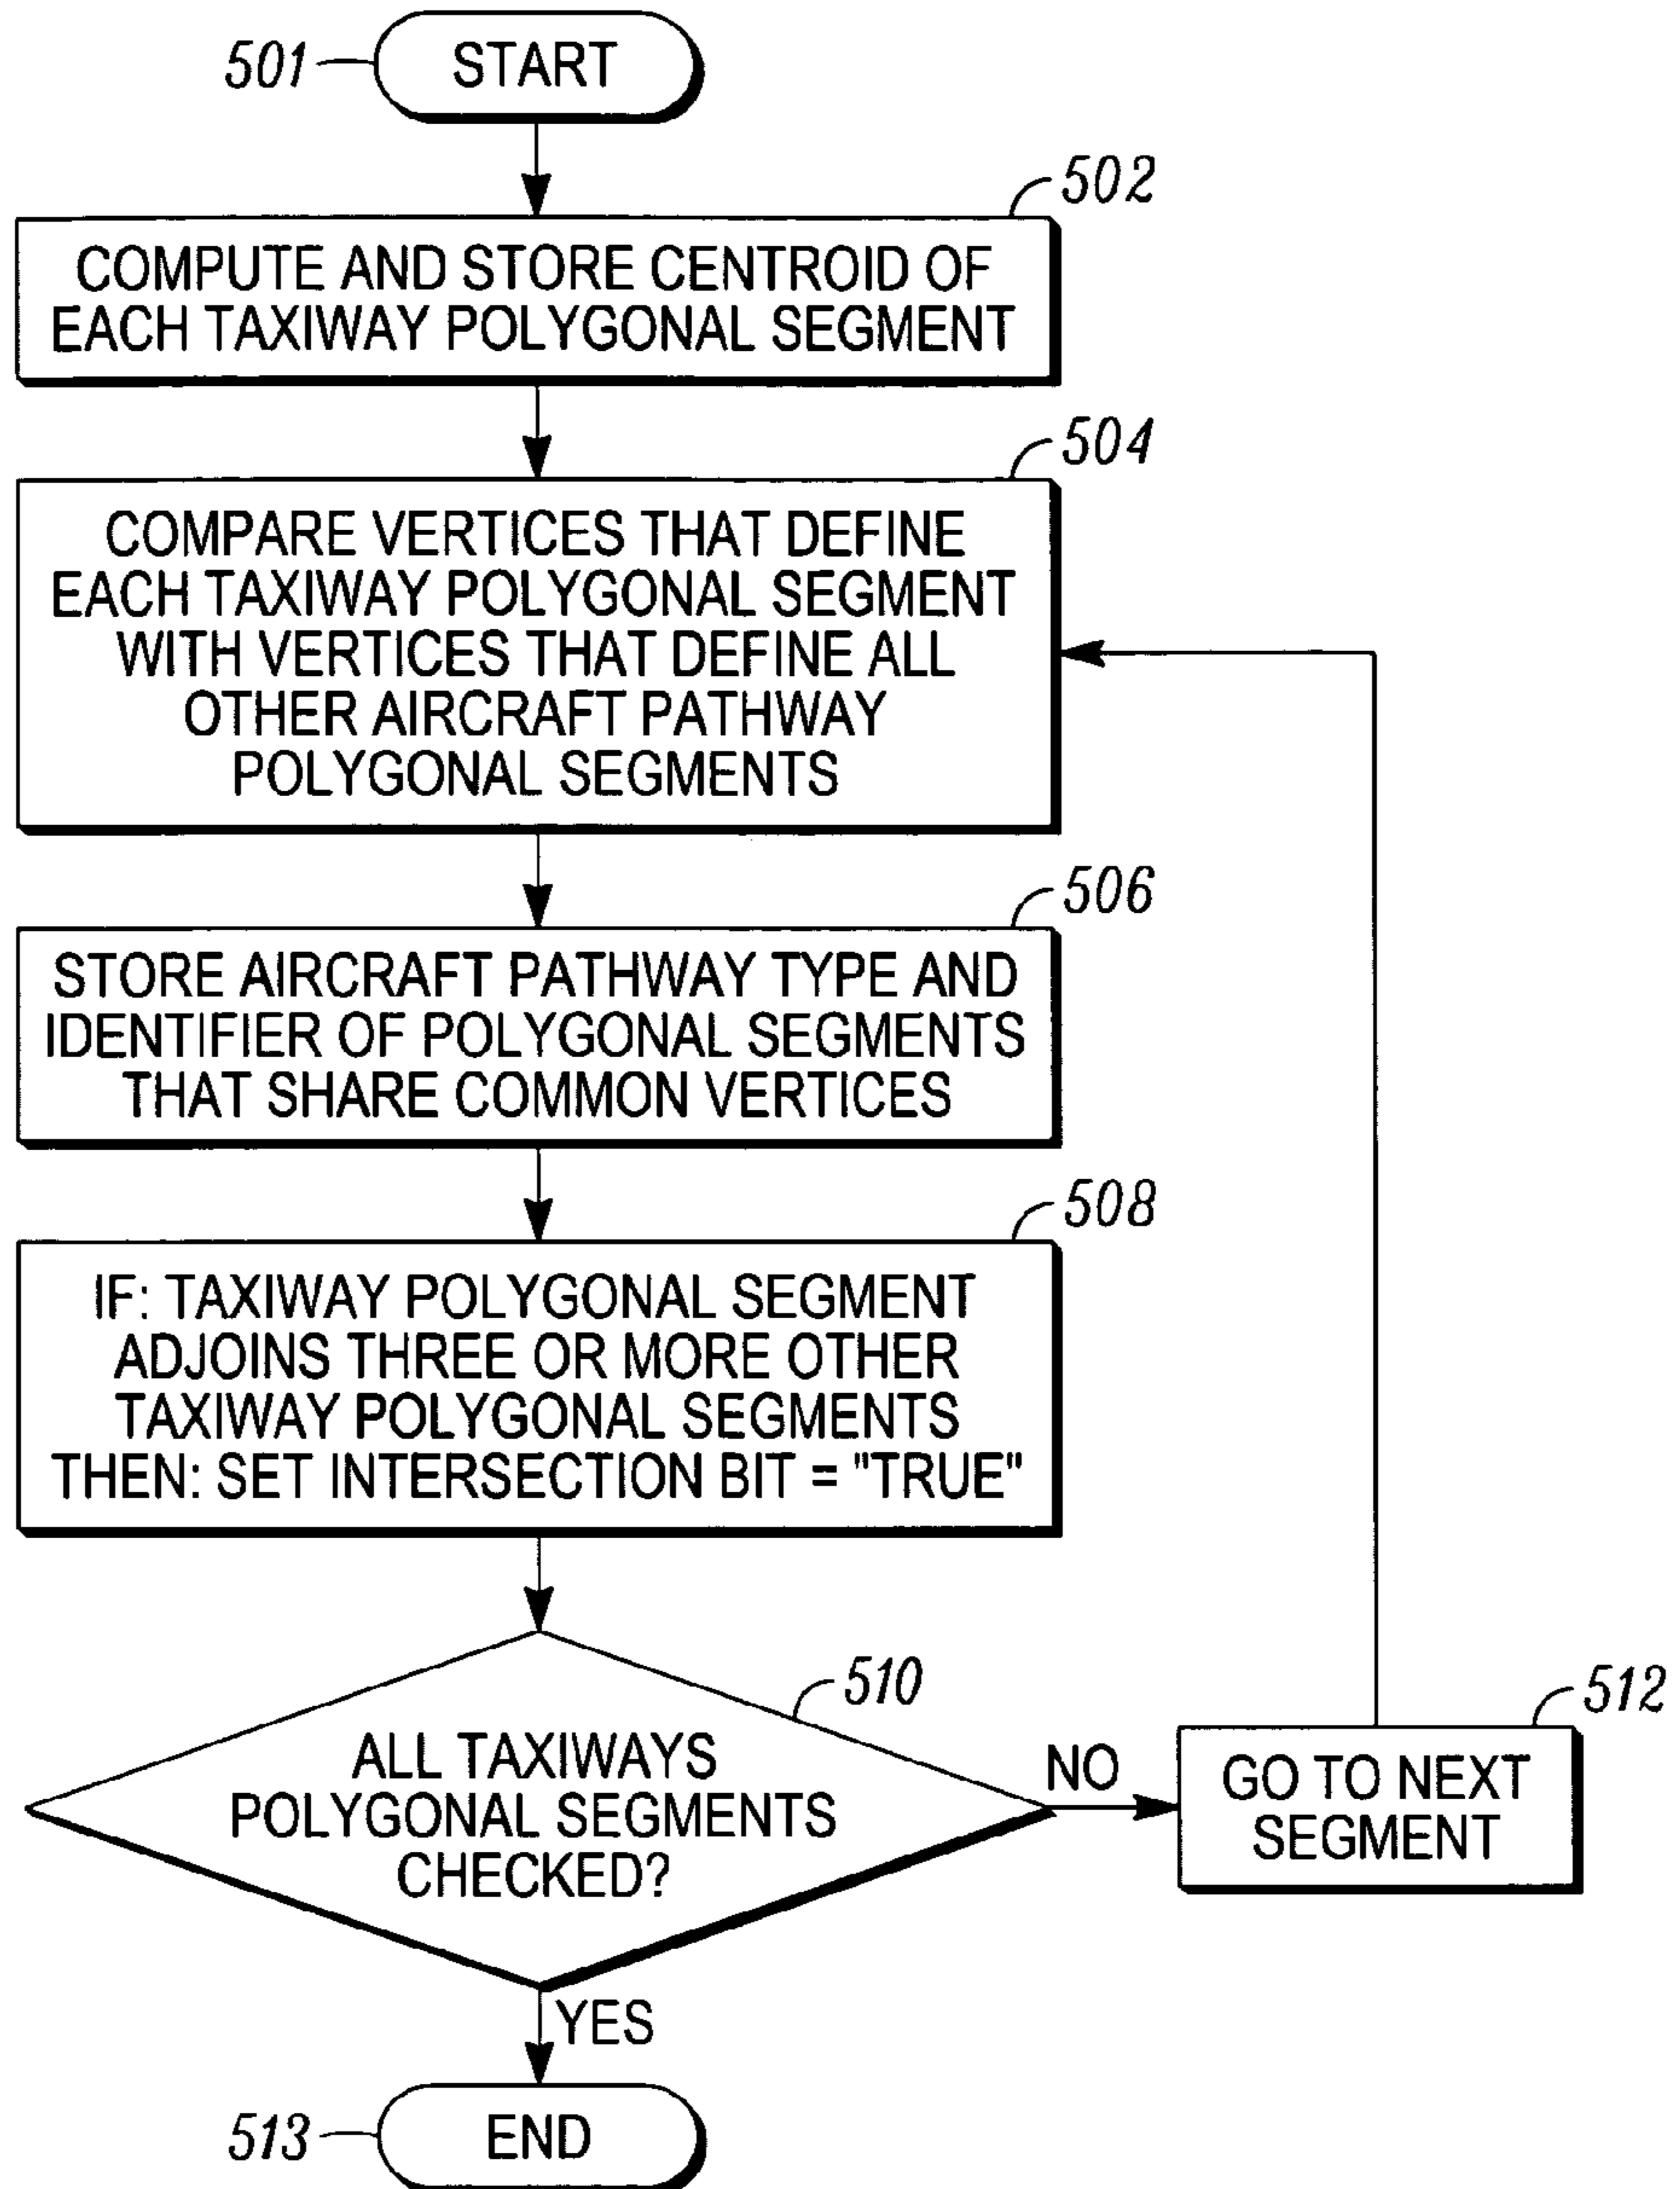 501
START
502
COMPUTE AND STORE CENTROID OF
EACH TAXIWAY POLYGONAL SEGMENT
504
COMPARE VERTICES THAT DEFINE
EACH TAXIWAY POLYGONAL SEGMENT
WITH VERTICES THAT DEFINE ALL
OTHER AIRCRAFT PATHWAY
POLYGONAL SEGMENTS
506
STORE AIRCRAFT PATHWAY TYPE AND
IDENTIFIER OF POLYGONAL SEGMENTS
THAT SHARE COMMON VERTICES
508
IF: TAXIWAY POLYGONAL SEGMENT
ADJOINS THREE OR MORE OTHER
TAXIWAY POLYGONAL SEGMENTS
THEN: SET INTERSECTION BIT = "TRUE"
510
ALL TAXIWAYS
POLYGONAL SEGMENTS
CHECKED?
NO
512
GO TO NEXT
SEGMENT
YES
513
END